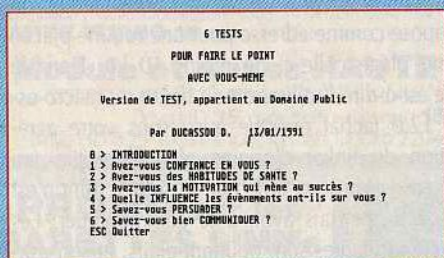 6 TESTS
POUR FAIRE LE POINT
AVEC VOUS-MEME
Version de TEST, appartient au Domaine Public
Par DUCASSOU D. 13/01/1991
0 > INTRODUCTION
1 > Avez-vous CONFIANCE EN VOUS ?
2 > Avez-vous des HABITUDES DE SANTE ?
3 > Avez-vous la MOTIVATION qui mène au succès ?
4 > Quelle INFLUENCE les évènements ont-ils sur vous ?
5 > Savez-vous PERSUADER ?
6 > Savez-vous bien COMMUNIQUER ?
ESC Quitter